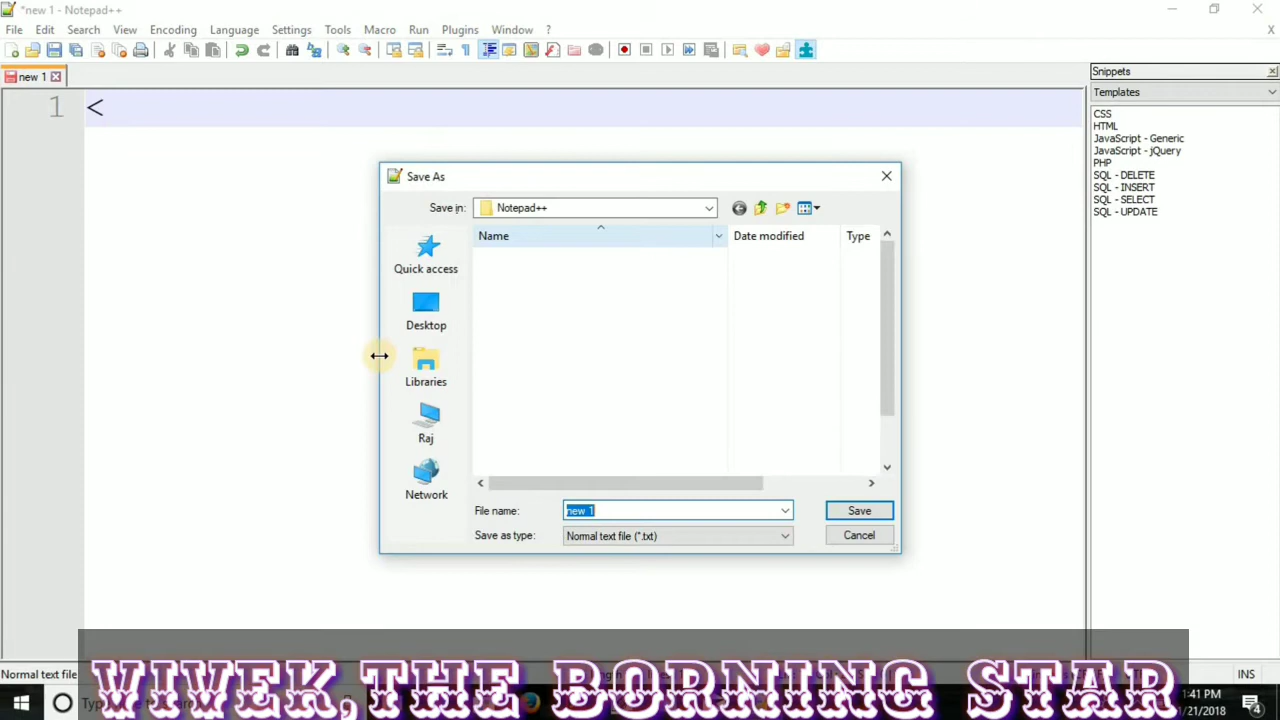 *new 1 - Notepad++
File Edit Search View Encoding Language Settings Tools Macro Run Plugins Window ? X
new 1
Snippets
Templates
1 <
CSS
HTML
JavaScript - Generic
JavaScript - jQuery
PHP
SQL - DELETE
SQL - INSERT
SQL - SELECT
SQL - UPDATE
Save As
Save in: Notepad++
Name Date modified Type
Quick access
Desktop
Libraries
Raj
Network
File name: new 1 Save
Save as type: Normal text file (*.txt) Cancel
Normal text file INS
WIWEK,THE BORNING STAR
1:41 PM
1/21/2018
4